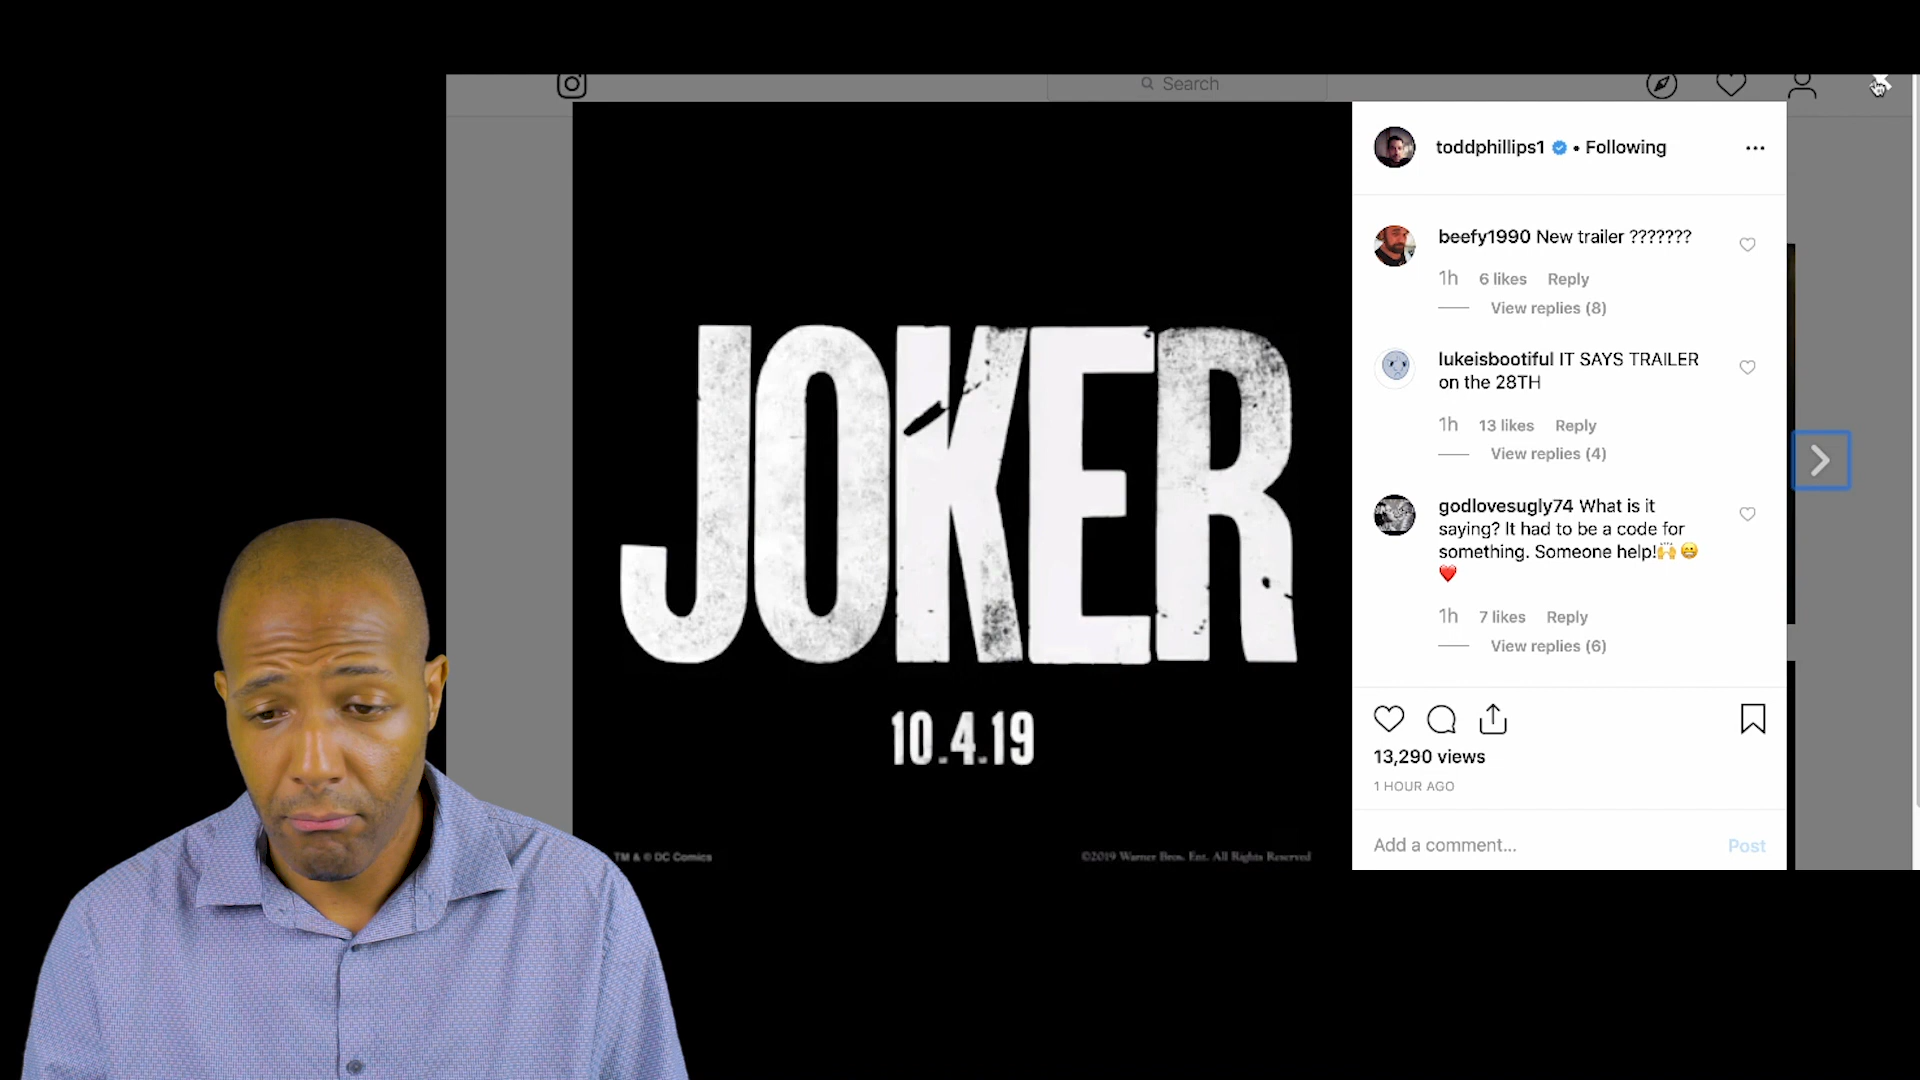 Search
JOKER
10.4.19
TM & © DC Comics
©2019 Warner Bros. Ent. All Rights Reserved
toddphillips1 • Following
beefy1990 New trailer ???????
1h 6 likes Reply
View replies (8)
lukeisbootiful IT SAYS TRAILER
on the 28TH
1h 13 likes Reply
View replies (4)
godlovesugly74 What is it
saying? It had to be a code for
something. Someone help!🙌😁
❤️
1h 7 likes Reply
View replies (6)
13,290 views
1 HOUR AGO
Add a comment... Post